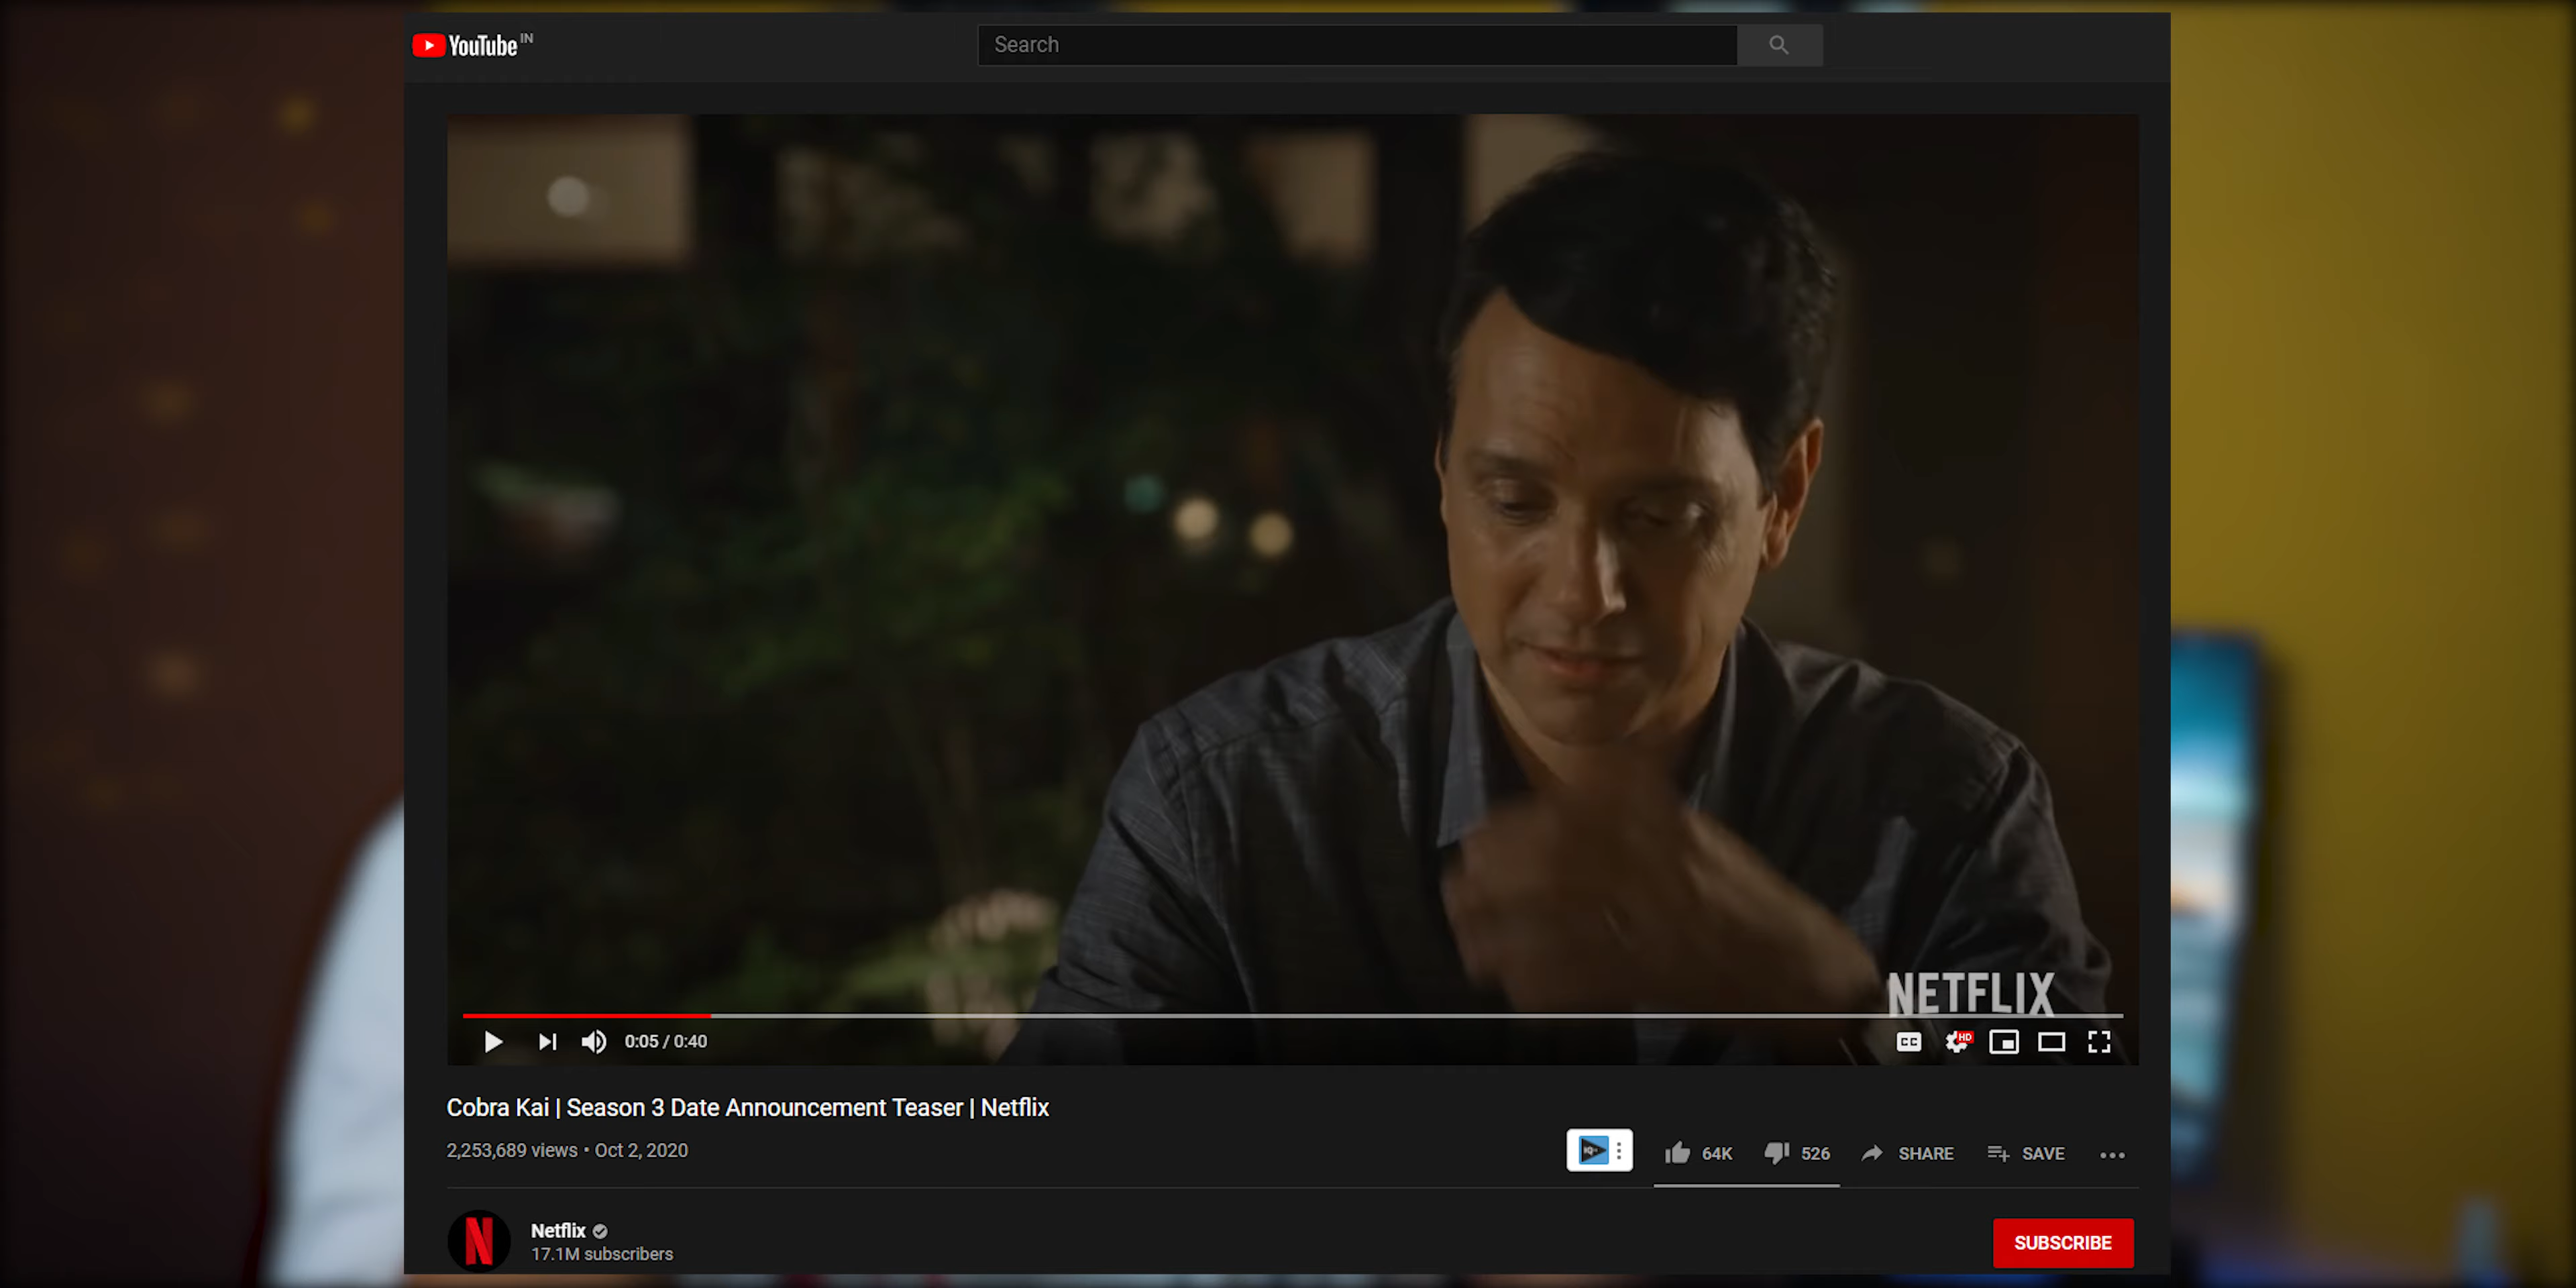 YouTube IN
Search
NETFLIX
CC
HD
0:05 / 0:40
Cobra Kai | Season 3 Date Announcement Teaser | Netflix
2,253,689 views • Oct 2, 2020
64K
526
SHARE
SAVE
N
Netflix
17.1M subscribers
SUBSCRIBE